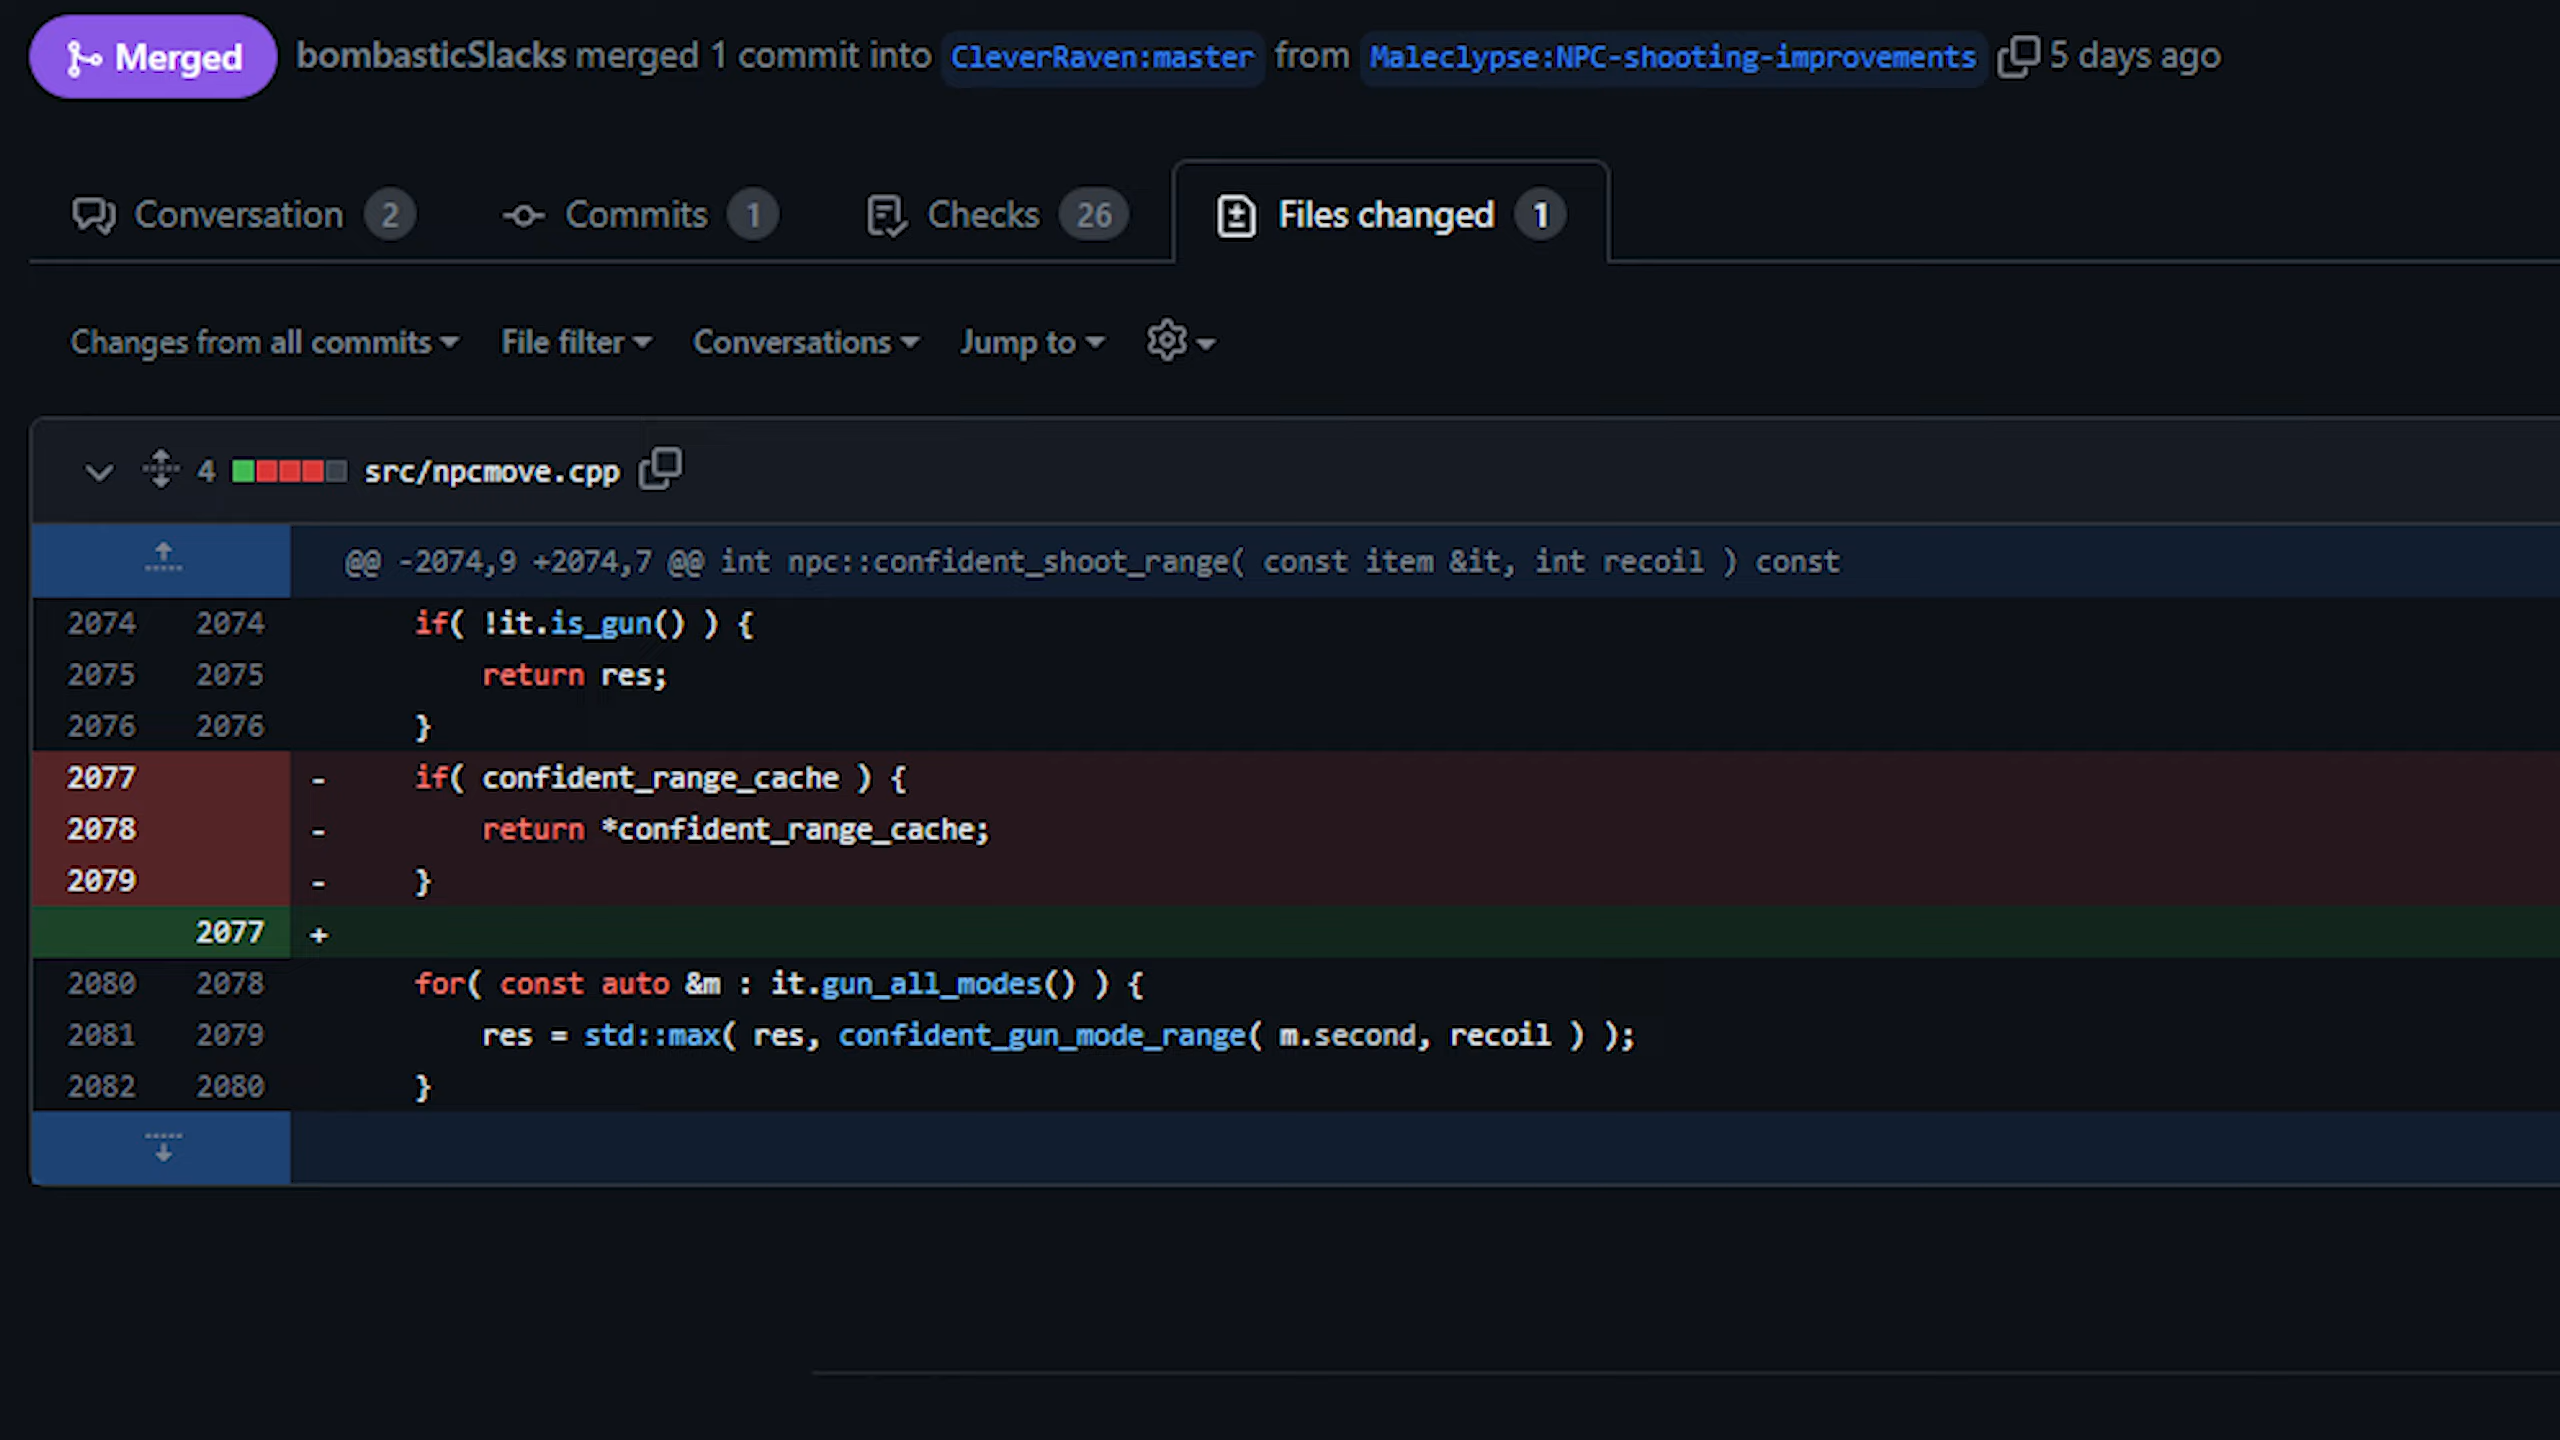 Merged bombasticSlacks merged 1 commit into CleverRaven:master from Maleclypse:NPC-shooting-improvements 5 days ago
Conversation 2 Commits 1 Checks 26 Files changed 1
Changes from all commits File filter Conversations Jump to
4 src/npcmove.cpp
@@ -2074,9 +2074,7 @@ int npc::confident_shoot_range( const item &it, int recoil ) const
2074 2074 if( !it.is_gun() ) {
2075 2075 return res;
2076 2076 }
2077 - if( confident_range_cache ) {
2078 - return *confident_range_cache;
2079 - }
2077 +
2080 2078 for( const auto &m : it.gun_all_modes() ) {
2081 2079 res = std::max( res, confident_gun_mode_range( m.second, recoil ) );
2082 2080 }